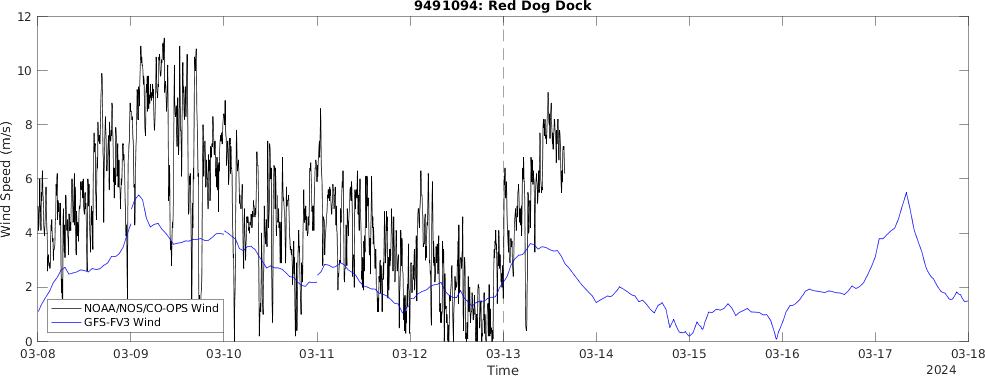 9491094: Red Dog Dock
12
10
8
6
4
2
0
Wind Speed (m/s)
NOAA/NOS/CO-OPS Wind
GFS-FV3 Wind
03-08 03-09 03-10 03-11 03-12 03-13 03-14 03-15 03-16 03-17 03-18
Time
2024